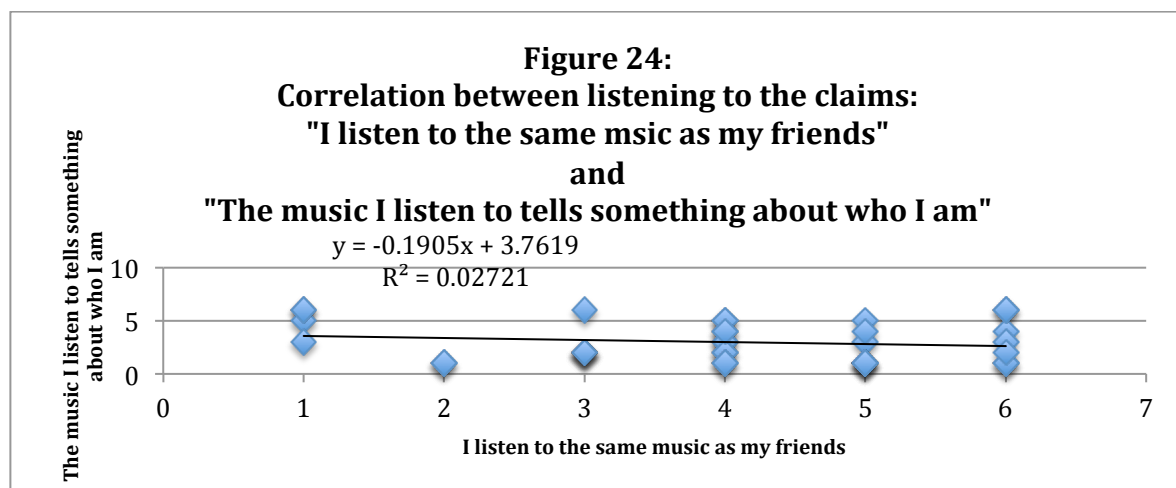 Figure 24:
Correlation between listening to the claims:
"I listen to the same msic as my friends"
and
"The music I listen to tells something about who I am"
y = -0.1905x + 3.7619
R² = 0.02721
The music I listen to tells something
about who I am
10
5
0
0 1 2 3 4 5 6 7
I listen to the same music as my friends